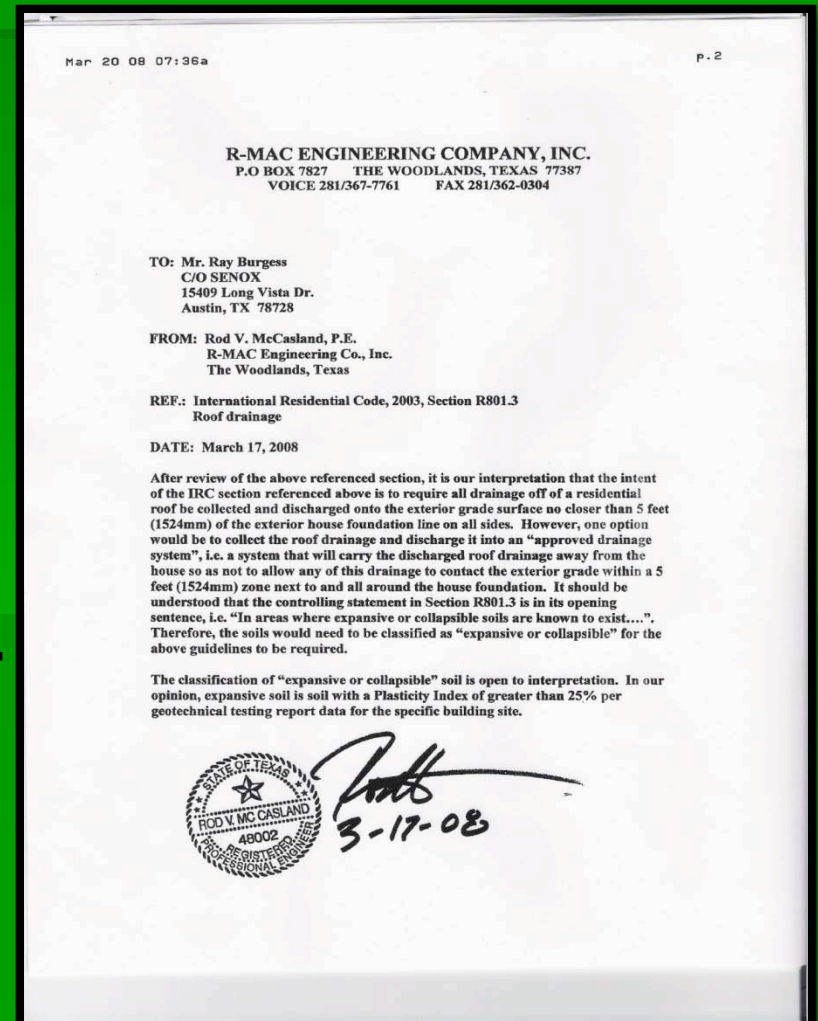 Mar 20 08 07:36a
p.2
R-MAC ENGINEERING COMPANY, INC.
P.O BOX 7827 THE WOODLANDS, TEXAS 77387
VOICE 281/367-7761 FAX 281/362-0304
TO: Mr. Ray Burgess
C/O SENOX
15409 Long Vista Dr.
Austin, TX 78728
FROM: Rod V. McCasland, P.E.
R-MAC Engineering Co., Inc.
The Woodlands, Texas
REF.: International Residential Code, 2003, Section R801.3
Roof drainage
DATE: March 17, 2008
After review of the above referenced section, it is our interpretation that the intent
of the IRC section referenced above is to require all drainage off of a residential
roof be collected and discharged onto the exterior grade surface no closer than 5 feet
(1524mm) of the exterior house foundation line on all sides. However, one option
would be to collect the roof drainage and discharge it into an “approved drainage
system”, i.e. a system that will carry the discharged roof drainage away from the
house so as not to allow any of this drainage to contact the exterior grade within a 5
feet (1524mm) zone next to and all around the house foundation. It should be
understood that the controlling statement in Section R801.3 is in its opening
sentence, i.e. “In areas where expansive or collapsible soils are known to exist....”.
Therefore, the soils would need to be classified as “expansive or collapsible” for the
above guidelines to be required.
The classification of “expansive or collapsible” soil is open to interpretation. In our
opinion, expansive soil is soil with a Plasticity Index of greater than 25% per
geotechnical testing report data for the specific building site.
STATE OF TEXAS
ROD V. MC CASLAND
48002
REGISTERED
PROFESSIONAL ENGINEER
3-17-08